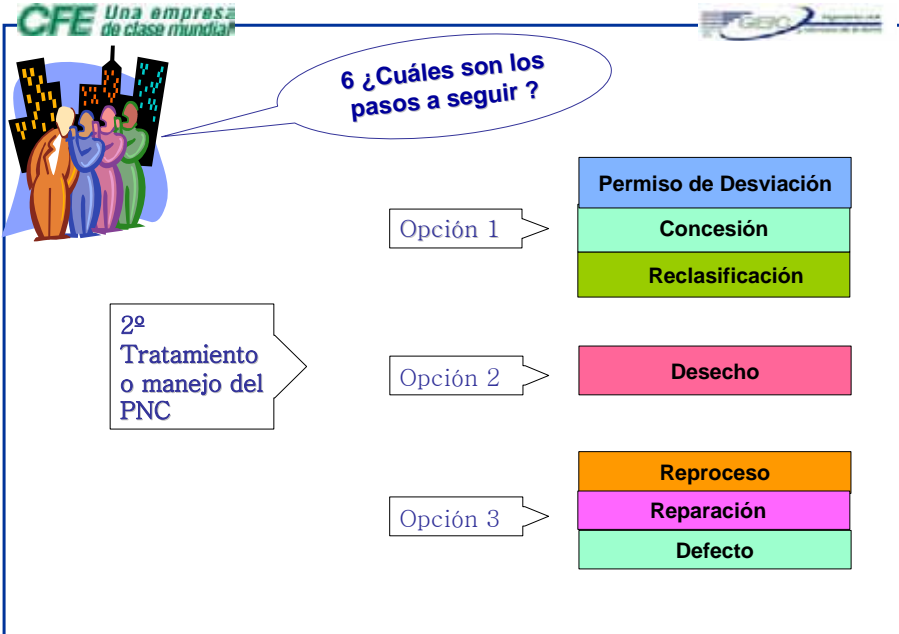 CFE Una empresa
de clase mundial
GEIC
6 ¿Cuáles son los
pasos a seguir ?
2º
Tratamiento
o manejo del
PNC
Opción 1
Permiso de Desviación
Concesión
Reclasificación
Opción 2
Desecho
Opción 3
Reproceso
Reparación
Defecto